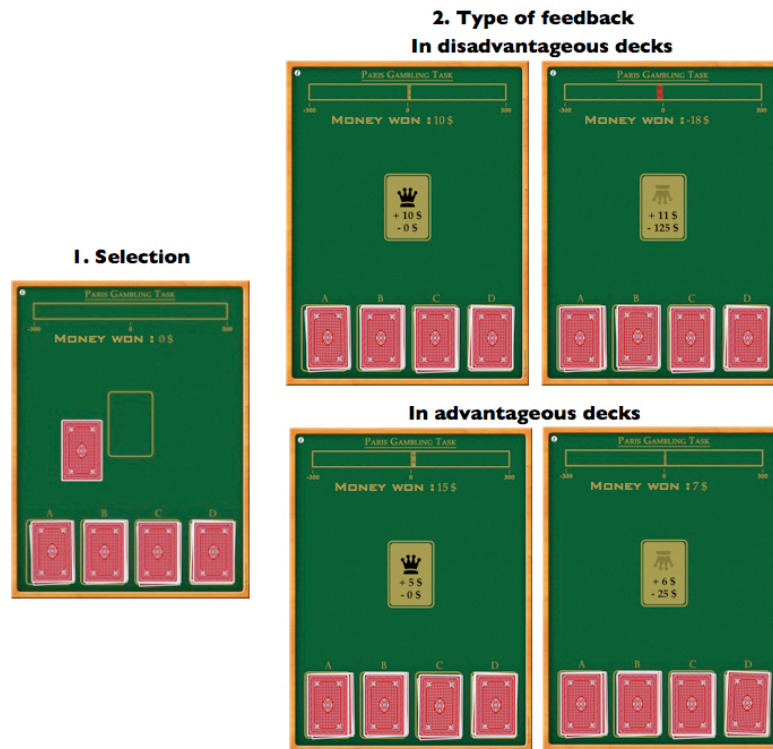 2. Type of feedback
In disadvantageous decks
Paris Gambling Task
-300 0 300
Money won : 10 $
+ 10 $
- 0 $
A B C D
Paris Gambling Task
-300 0 300
Money won : -18 $
+ 11 $
- 125 $
A B C D
1. Selection
Paris Gambling Task
-300 0 300
Money won : 0 $
A B C D
In advantageous decks
Paris Gambling Task
-300 0 300
Money won : 15 $
+ 5 $
- 0 $
A B C D
Paris Gambling Task
-300 0 300
Money won : 7 $
+ 6 $
- 25 $
A B C D